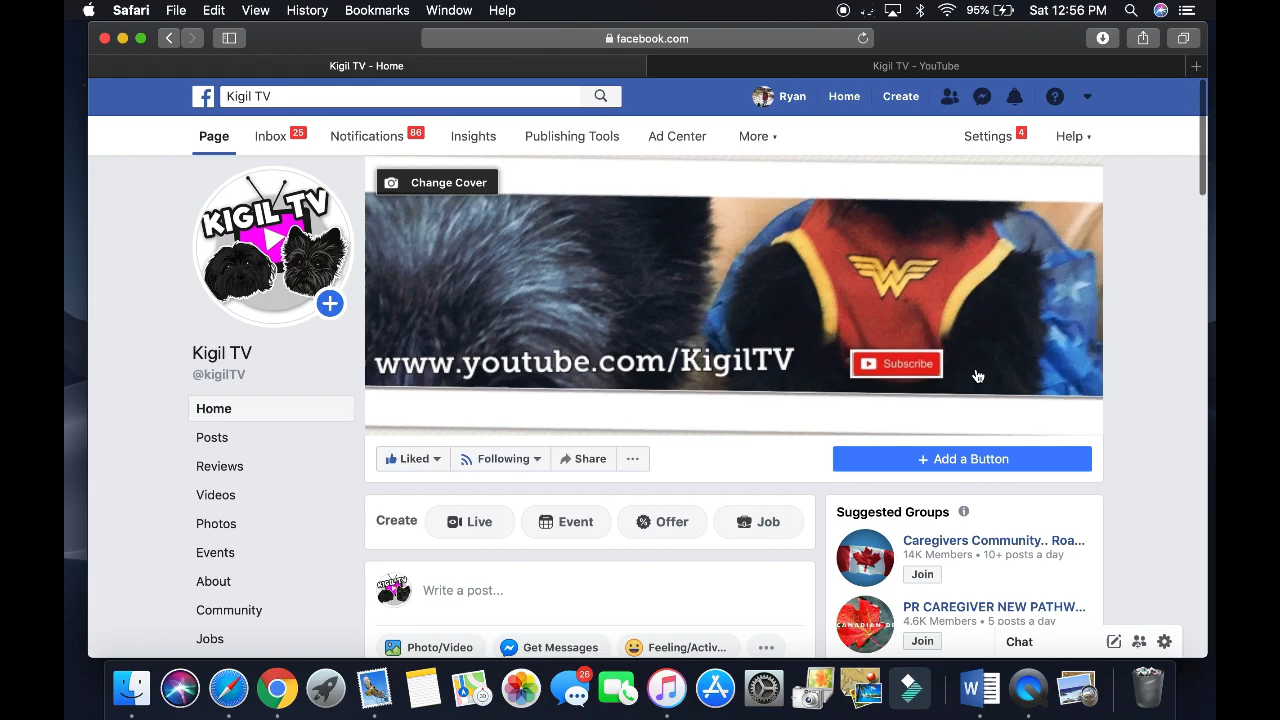 Safari File Edit View History Bookmarks Window Help 95% Sat 12:56 PM
facebook.com
Kigil TV - Home Kigil TV - YouTube
Kigil TV Ryan Home Create
Page Inbox 25 Notifications 86 Insights Publishing Tools Ad Center More Settings 4 Help
Change Cover
KIGIL TV
www.youtube.com/KigilTV Subscribe
Kigil TV
@kigilTV
Home
Posts
Reviews
Videos
Photos
Events
About
Community
Jobs
Liked Following Share ... + Add a Button
Create Live Event Offer Job
Write a post...
Photo/Video Get Messages Feeling/Activ... ...
Suggested Groups
Caregivers Community.. Roa...
14K Members • 10+ posts a day
Join
PR CAREGIVER NEW PATHW...
4.6K Members • 5 posts a day
Join
Chat
26